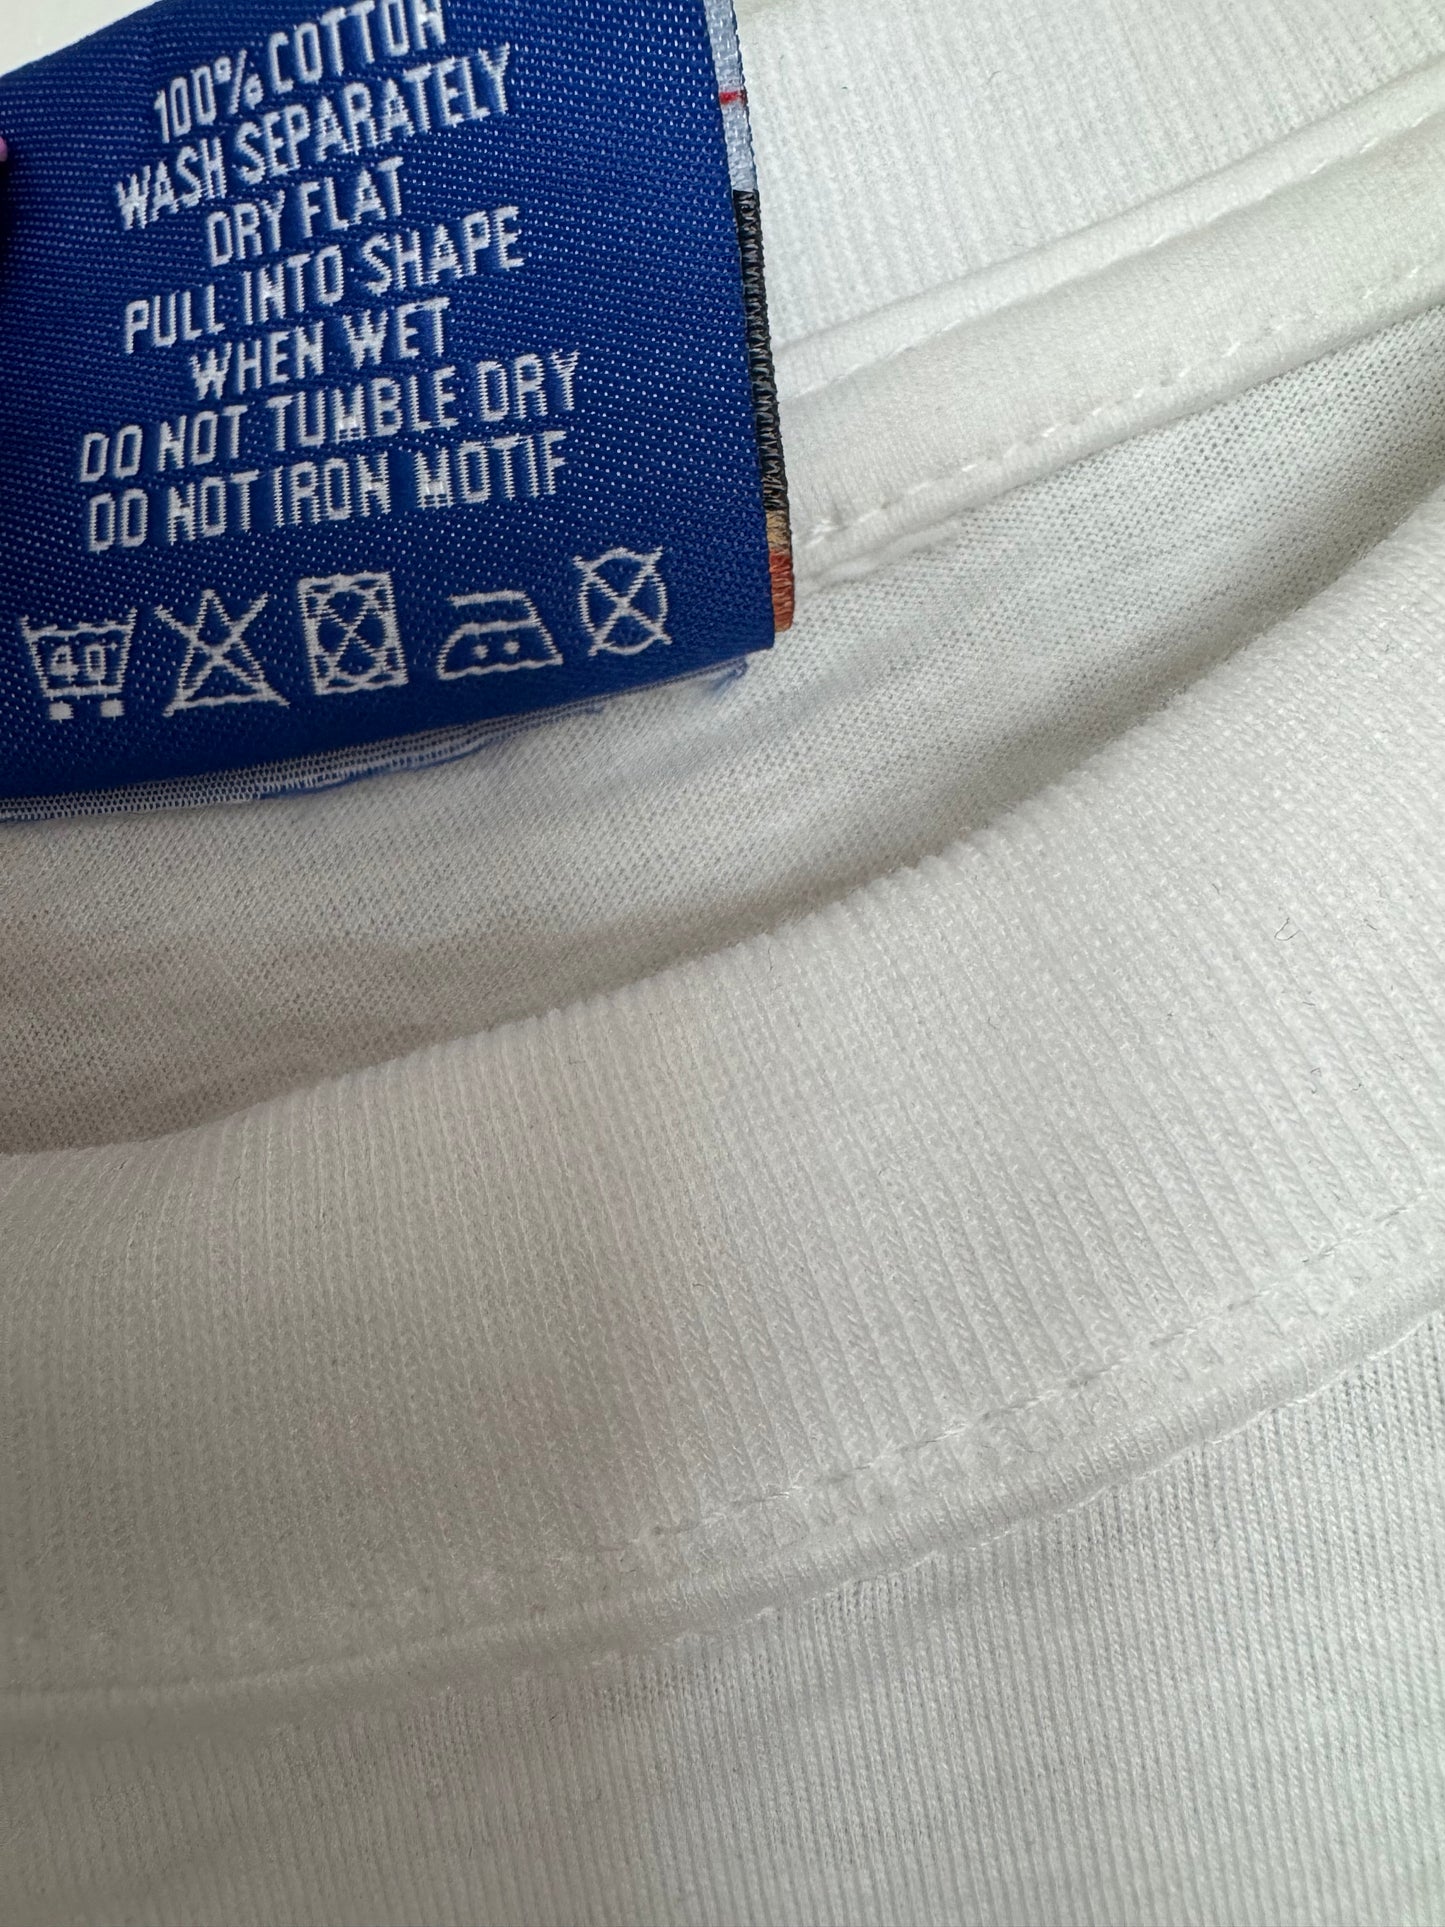 100% COTTON
WASH SEPARATELY
DRY FLAT
PULL INTO SHAPE
WHEN WET
DO NOT TUMBLE DRY
DO NOT IRON MOTIF
40